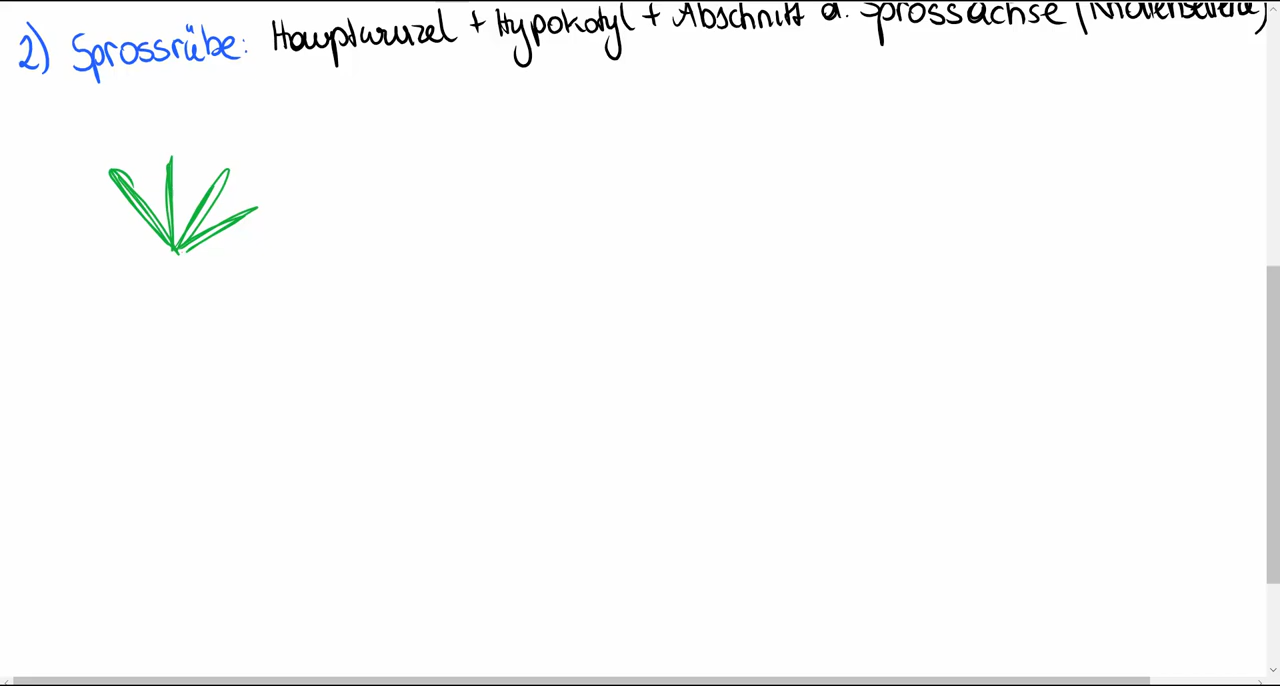 2) Sprossrübe: Hauptwurzel + Hypokotyl + Abschnitt d. Sprossachse (